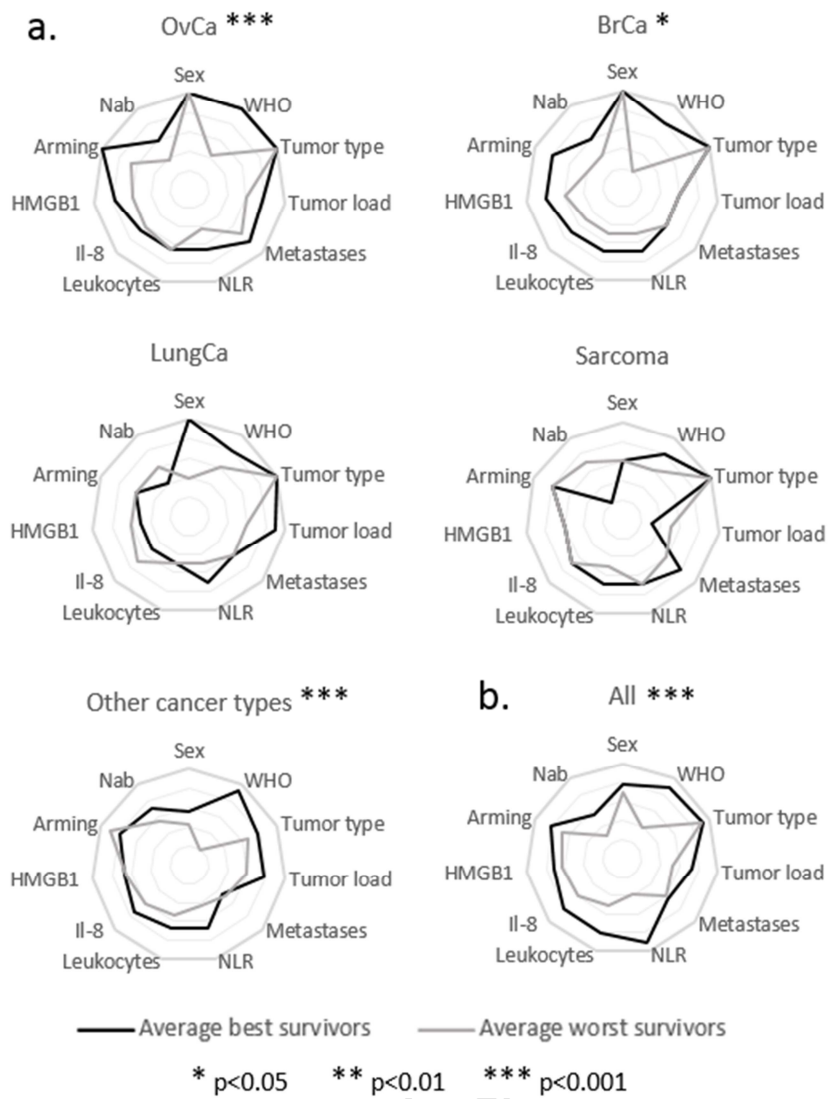 a.
OvCa ***
Sex
WHO
Tumor type
Tumor load
Metastases
NLR
Leukocytes
Il-8
HMGB1
Arming
Nab
BrCa *
Sex
WHO
Tumor type
Tumor load
Metastases
NLR
Leukocytes
Il-8
HMGB1
Arming
Nab
LungCa
Sex
WHO
Tumor type
Tumor load
Metastases
NLR
Leukocytes
Il-8
HMGB1
Arming
Nab
Sarcoma
Sex
WHO
Tumor type
Tumor load
Metastases
NLR
Leukocytes
Il-8
HMGB1
Arming
Nab
Other cancer types ***
Sex
WHO
Tumor type
Tumor load
Metastases
NLR
Leukocytes
Il-8
HMGB1
Arming
Nab
b.
All ***
Sex
WHO
Tumor type
Tumor load
Metastases
NLR
Leukocytes
Il-8
HMGB1
Arming
Nab
Average best survivors
Average worst survivors
* p<0.05 ** p<0.01 *** p<0.001